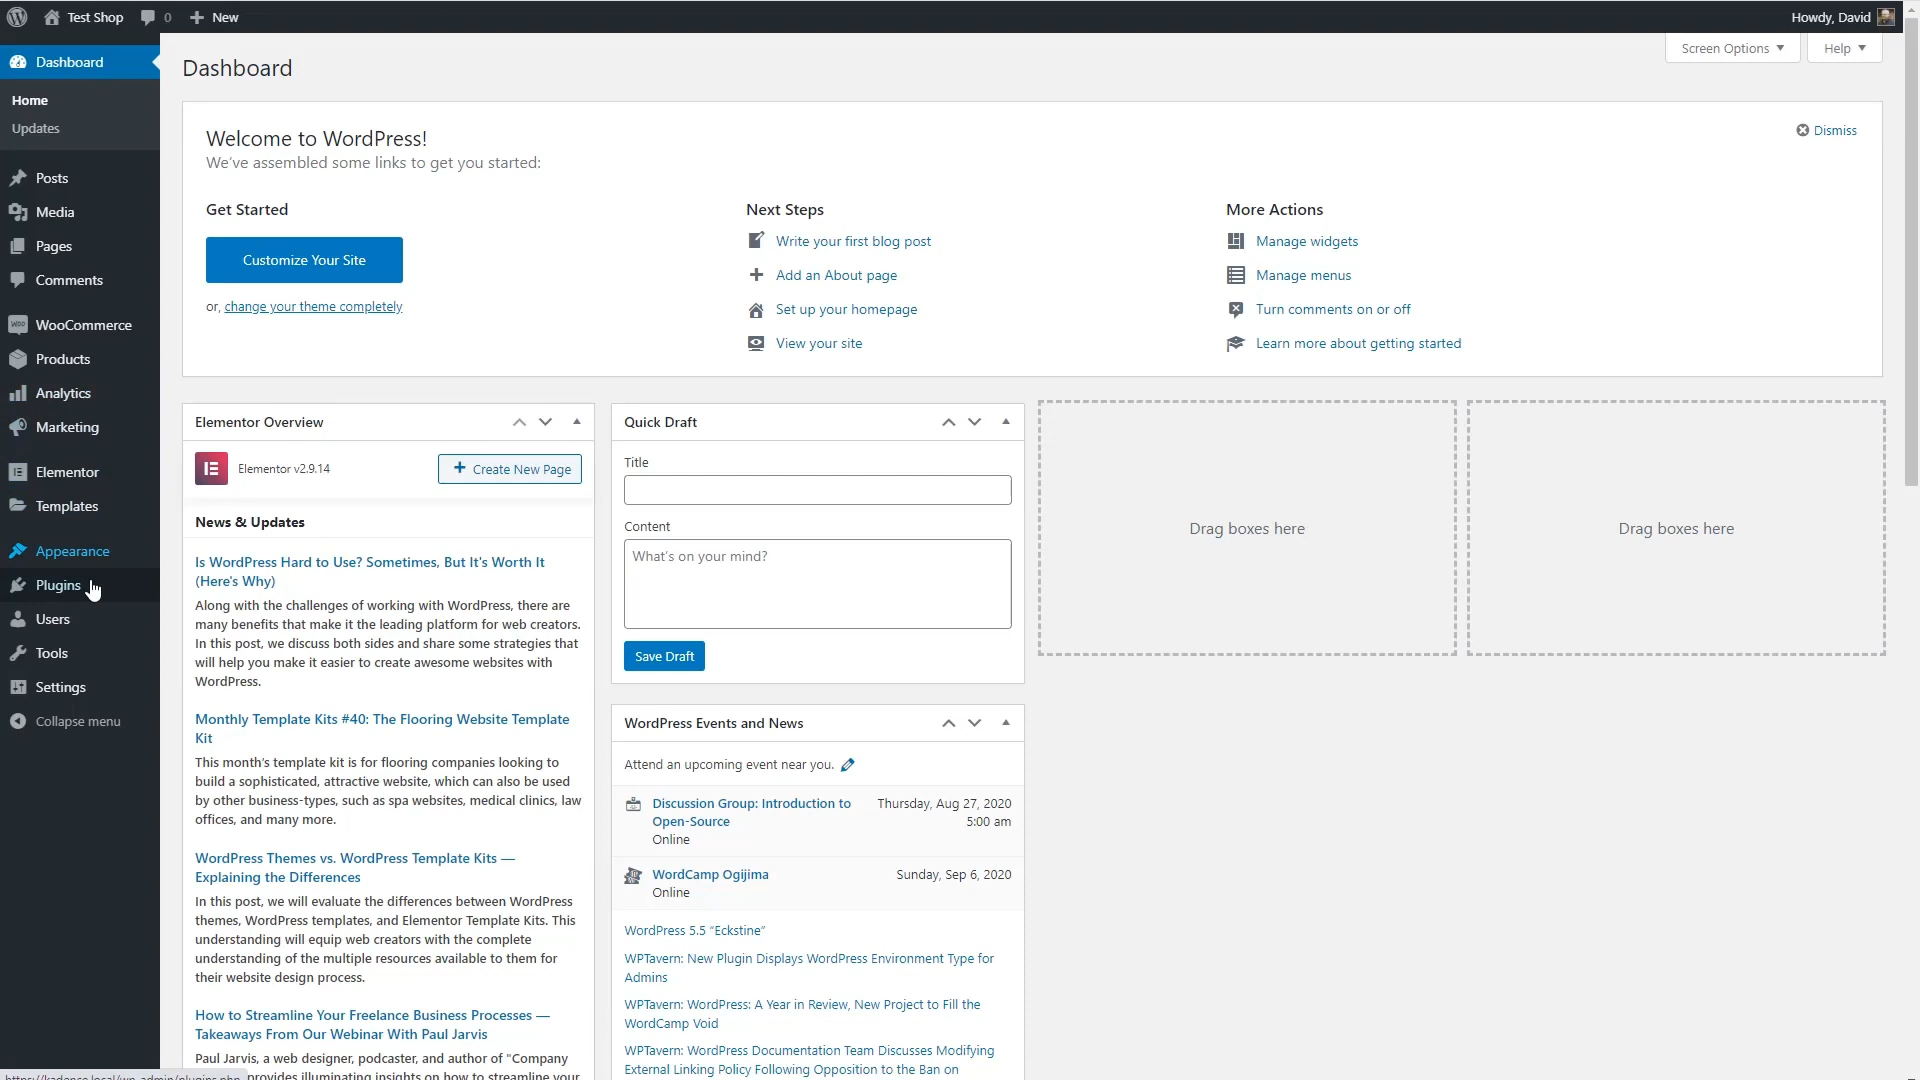 Test Shop
0
New
Howdy, David
Dashboard
Home
Updates
Posts
Media
Pages
Comments
WooCommerce
Products
Analytics
Marketing
Elementor
Templates
Appearance
Plugins
Users
Tools
Settings
Collapse menu
Screen Options
Help
Dashboard
Welcome to WordPress!
We've assembled some links to get you started:
Dismiss
Get Started
Customize Your Site
or, change your theme completely
Next Steps
Write your first blog post
Add an About page
Set up your homepage
View your site
More Actions
Manage widgets
Manage menus
Turn comments on or off
Learn more about getting started
Elementor Overview
Elementor v2.9.14
Create New Page
News & Updates
Is WordPress Hard to Use? Sometimes, But It's Worth It
(Here's Why)
Along with the challenges of working with WordPress, there are
many benefits that make it the leading platform for web creators.
In this post, we discuss both sides and share some strategies that
will help you make it easier to create awesome websites with
WordPress.
Monthly Template Kits #40: The Flooring Website Template
Kit
This month's template kit is for flooring companies looking to
build a sophisticated, attractive website, which can also be used
by other business-types, such as spa websites, medical clinics, law
offices, and many more.
WordPress Themes vs. WordPress Template Kits —
Explaining the Differences
In this post, we will evaluate the differences between WordPress
themes, WordPress templates, and Elementor Template Kits. This
understanding will equip web creators with the complete
understanding of the multiple resources available to them for
their website design process.
How to Streamline Your Freelance Business Processes —
Takeaways From Our Webinar With Paul Jarvis
Paul Jarvis, a web designer, podcaster, and author of "Company
provides illuminating insights on how to streamline your
https://kadence.local/wp-admin/plugins.php
Quick Draft
Title
Content
What's on your mind?
Save Draft
WordPress Events and News
Attend an upcoming event near you.
Discussion Group: Introduction to
Open-Source
Online
Thursday, Aug 27, 2020
5:00 am
WordCamp Ogijima
Online
Sunday, Sep 6, 2020
WordPress 5.5 "Eckstine"
WPTavern: New Plugin Displays WordPress Environment Type for
Admins
WPTavern: WordPress: A Year in Review, New Project to Fill the
WordCamp Void
WPTavern: WordPress Documentation Team Discusses Modifying
External Linking Policy Following Opposition to the Ban on
Drag boxes here
Drag boxes here